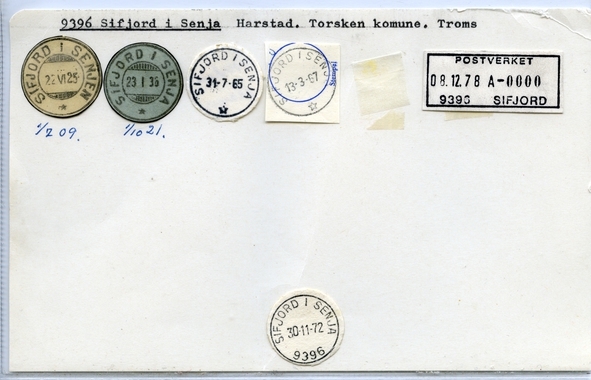 9396 Sifjord i Senja Harstad. Torsken komune. Troms
SIFJORD I SENJEN
22 VI 25
SIFJORD I SENJA
23 I 36
SIFJORD I SENJA
31-7-65
SIFJORD I SENJA
13-3-67
POSTVERKET
08.12.78 A-0000
9396 SIFJORD
1/7 09.
1/10 21.
SIFJORD I SENJA
30-11-72
9396